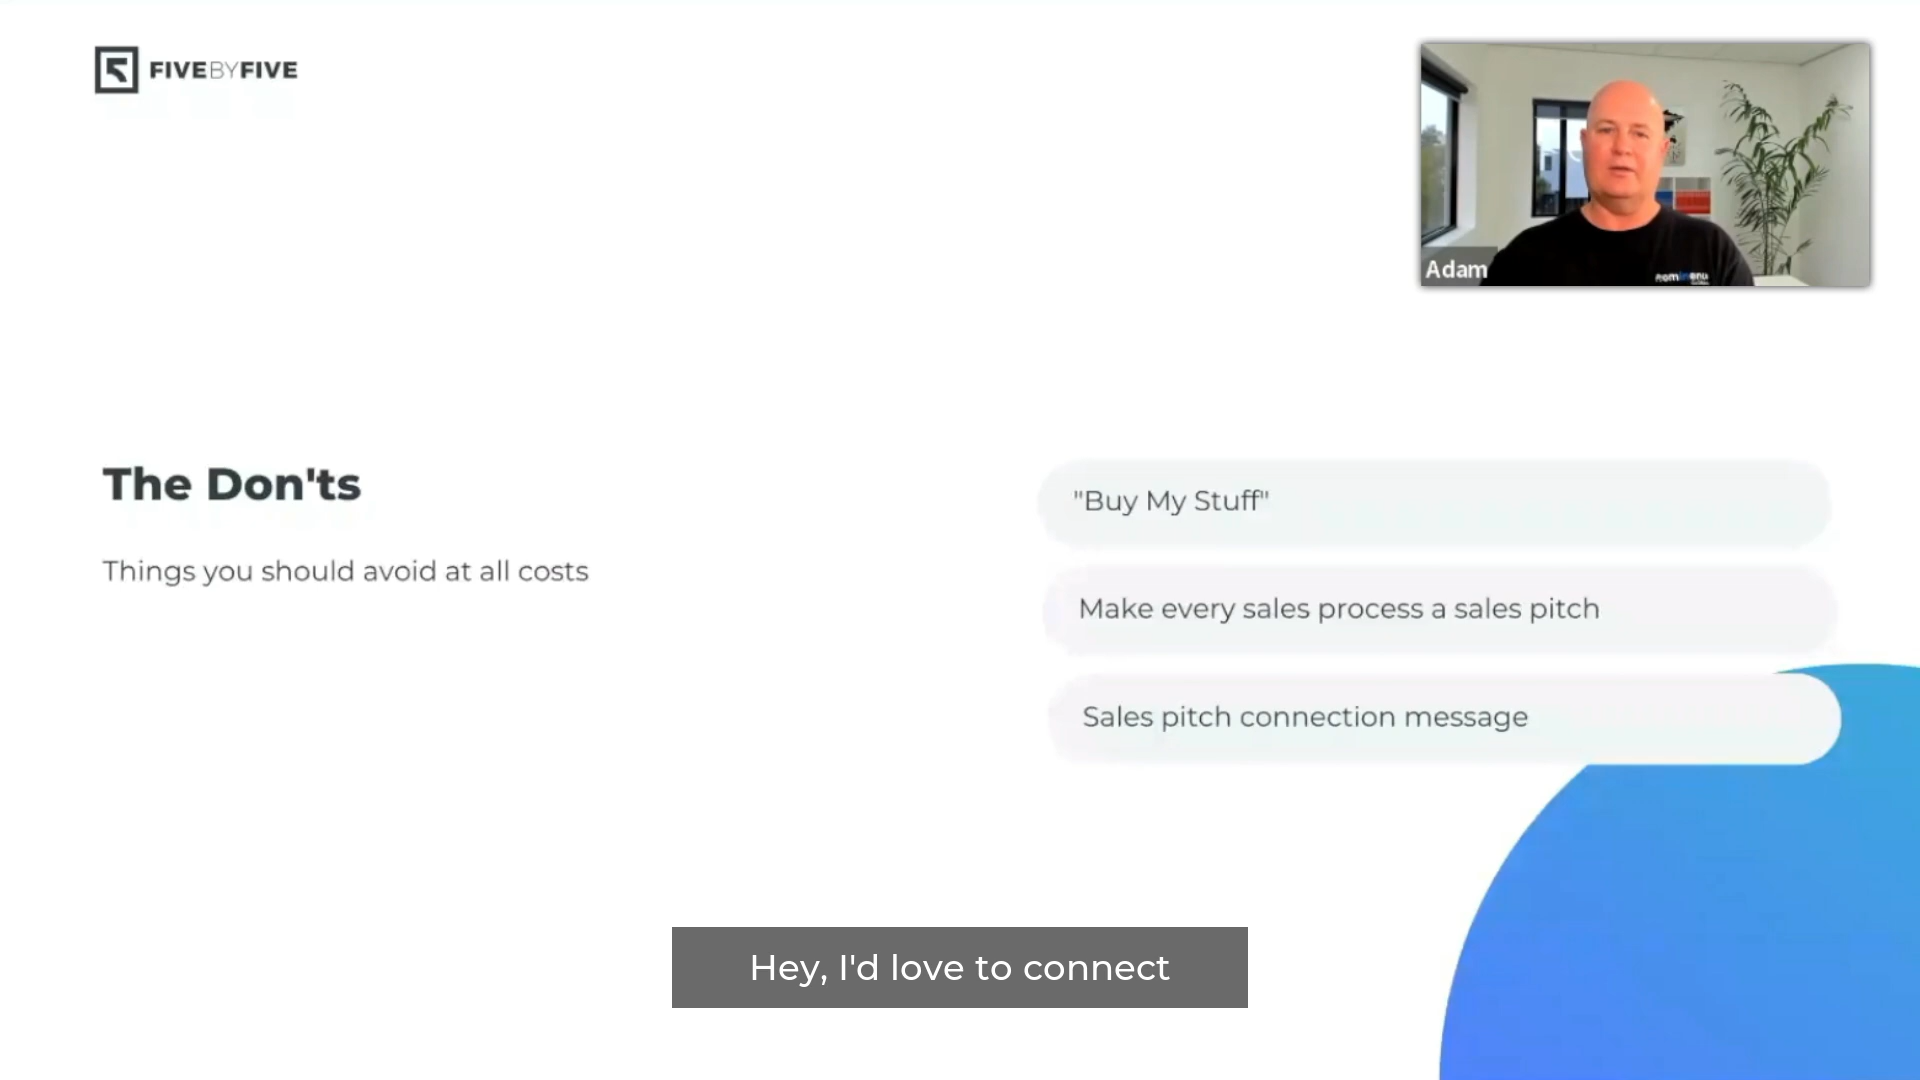 FIVEBYFIVE
Adam
The Don'ts
Things you should avoid at all costs
"Buy My Stuff"
Make every sales process a sales pitch
Sales pitch connection message
Hey, I'd love to connect